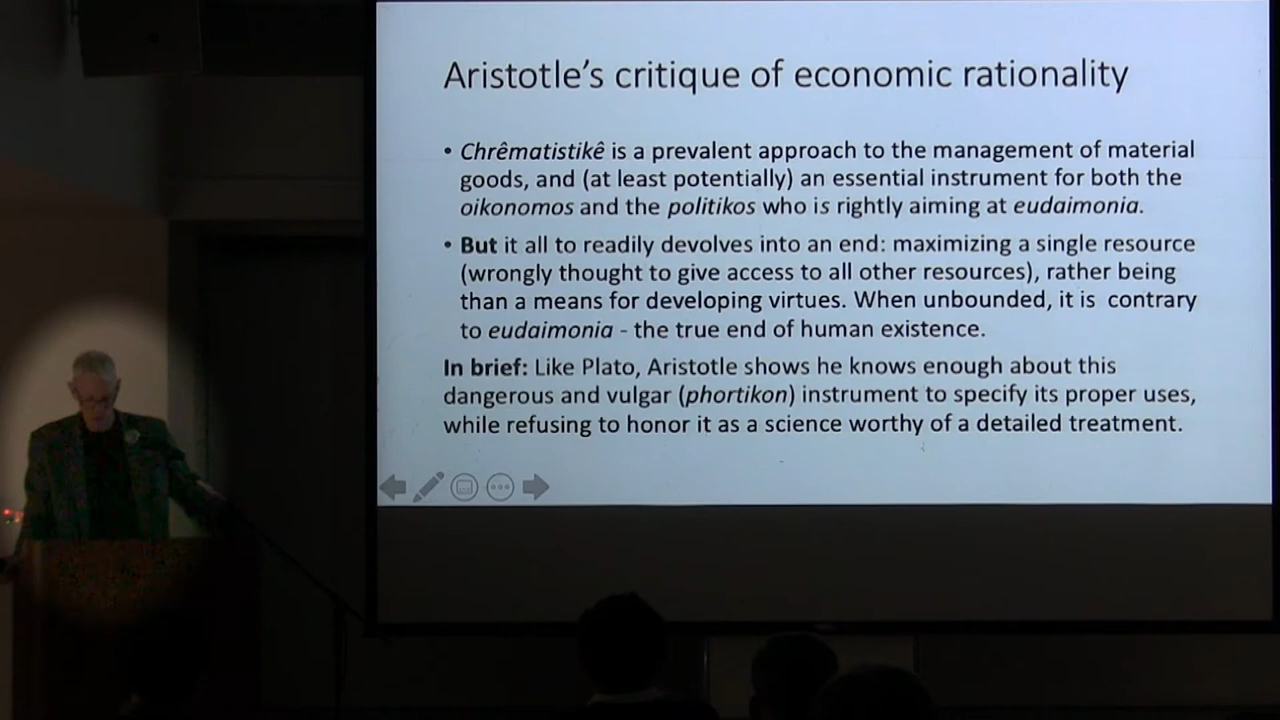 Aristotle's critique of economic rationality
• Chrêmatistikê is a prevalent approach to the management of material
goods, and (at least potentially) an essential instrument for both the
oikonomos and the politikos who is rightly aiming at eudaimonia.
• But it all to readily devolves into an end: maximizing a single resource
(wrongly thought to give access to all other resources), rather being
than a means for developing virtues. When unbounded, it is contrary
to eudaimonia - the true end of human existence.
In brief: Like Plato, Aristotle shows he knows enough about this
dangerous and vulgar (phortikon) instrument to specify its proper uses,
while refusing to honor it as a science worthy of a detailed treatment.